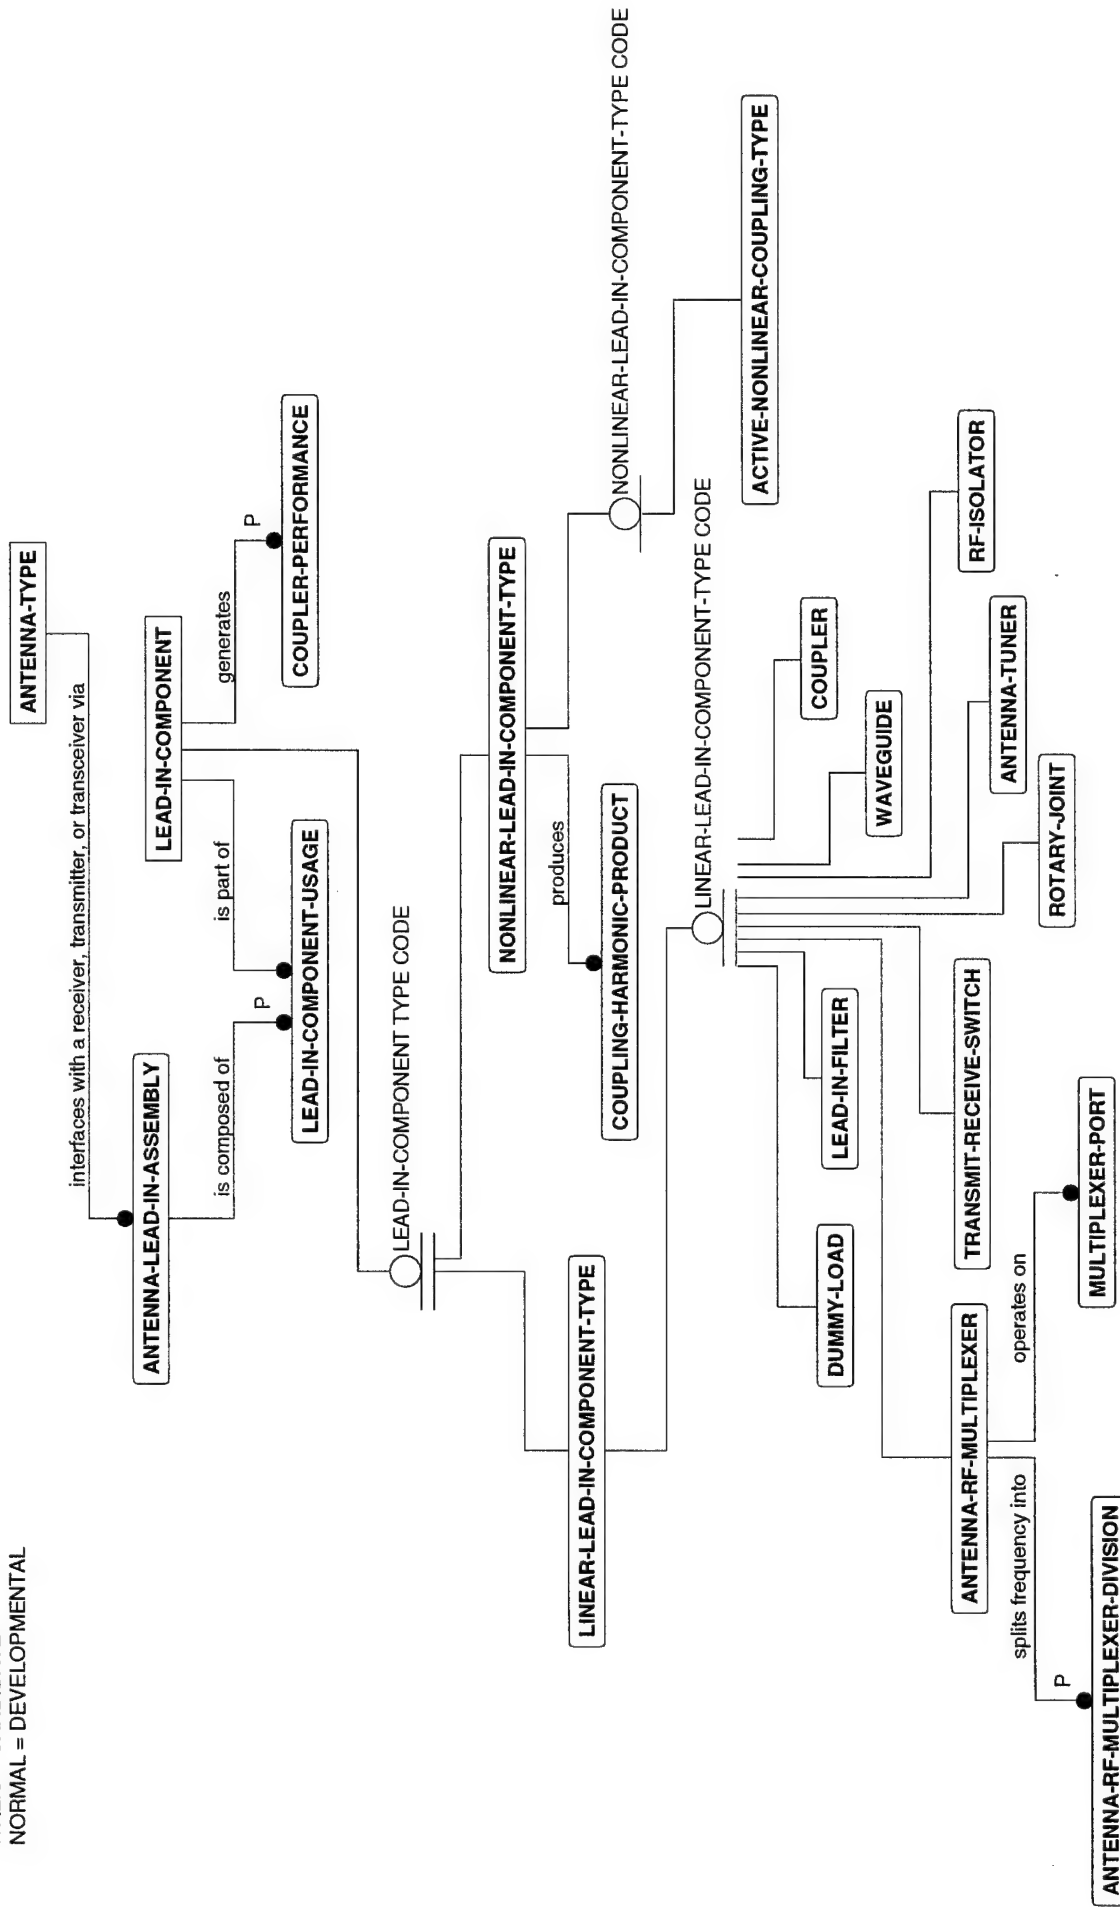 NORMAL = DEVELOPMENTAL
ANTENNA-TYPE
interfaces with a receiver, transmitter, or transceiver via
ANTENNA-LEAD-IN-ASSEMBLY
LEAD-IN-COMPONENT
is composed of
is part of
generates
P
P
LEAD-IN-COMPONENT-USAGE
COUPLER-PERFORMANCE
LEAD-IN-COMPONENT TYPE CODE
LINEAR-LEAD-IN-COMPONENT-TYPE
NONLINEAR-LEAD-IN-COMPONENT-TYPE
produces
COUPLING-HARMONIC-PRODUCT
NONLINEAR-LEAD-IN-COMPONENT-TYPE CODE
LINEAR-LEAD-IN-COMPONENT-TYPE CODE
ACTIVE-NONLINEAR-COUPLING-TYPE
DUMMY-LOAD
LEAD-IN-FILTER
COUPLER
WAVEGUIDE
ANTENNA-RF-MULTIPLEXER
TRANSMIT-RECEIVE-SWITCH
RF-ISOLATOR
ANTENNA-TUNER
ROTARY-JOINT
splits frequency into
operates on
P
MULTIPLEXER-PORT
ANTENNA-RF-MULTIPLEXER-DIVISION